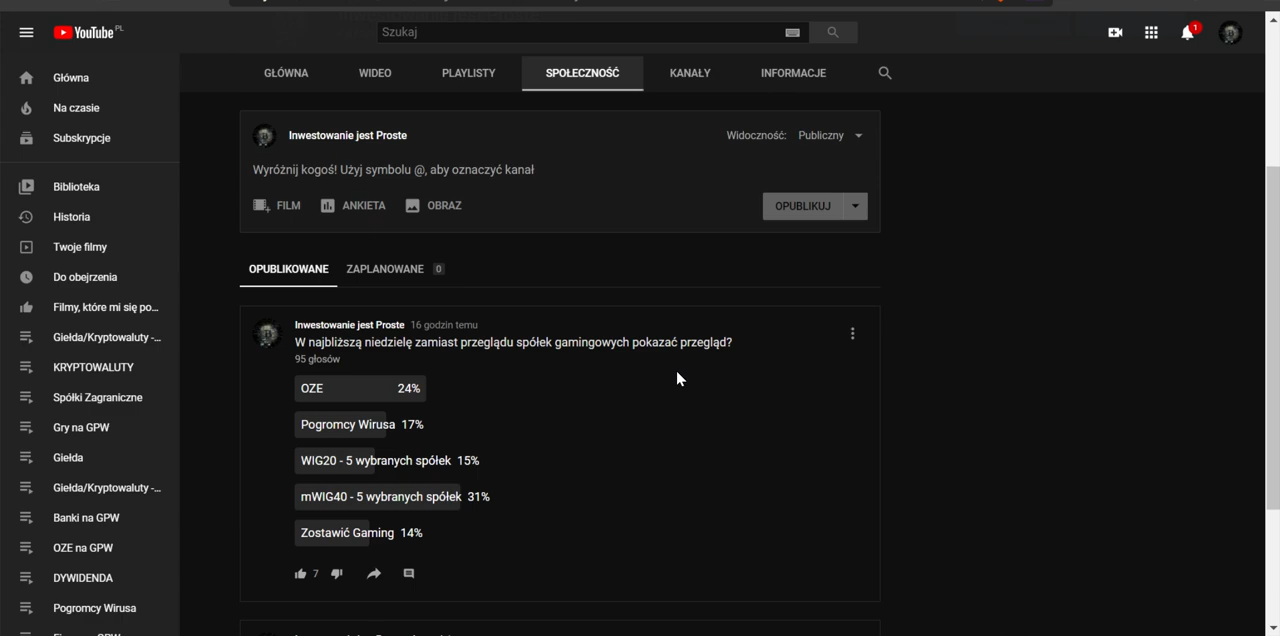 YouTube PL
Szukaj
1
Główna
Na czasie
Subskrypcje
Biblioteka
Historia
Twoje filmy
Do obejrzenia
Filmy, które mi się po...
Giełda/Kryptowaluty -...
KRYPTOWALUTY
Spółki Zagraniczne
Gry na GPW
Giełda
Giełda/Kryptowaluty -...
Banki na GPW
OZE na GPW
DYWIDENDA
Pogromcy Wirusa
GŁÓWNA WIDEO PLAYLISTY SPOŁECZNOŚĆ KANAŁY INFORMACJE
Inwestowanie jest Proste Widoczność: Publiczny
Wyróżnij kogoś! Użyj symbolu @, aby oznaczyć kanał
FILM ANKIETA OBRAZ OPUBLIKUJ
OPUBLIKOWANE ZAPLANOWANE 0
Inwestowanie jest Proste 16 godzin temu
W najbliższą niedzielę zamiast przeglądu spółek gamingowych pokazać przegląd?
95 głosów
OZE 24%
Pogromcy Wirusa 17%
WIG20 - 5 wybranych spółek 15%
mWIG40 - 5 wybranych spółek 31%
Zostawić Gaming 14%
7